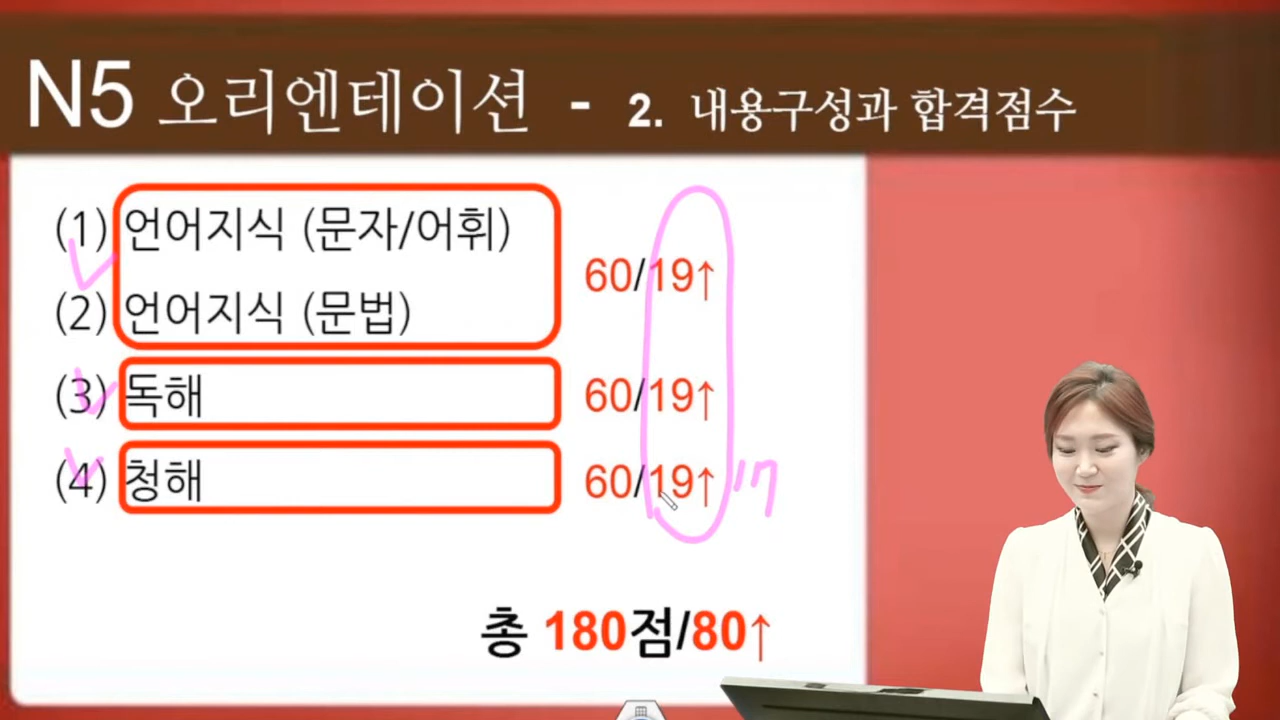 N5 오리엔테이션 - 2. 내용구성과 합격점수
(1) 언어지식 (문자/어휘)
(2) 언어지식 (문법)
60/19↑
(3) 독해 60/19↑
(4) 청해 60/19↑
17
총 180점/80↑